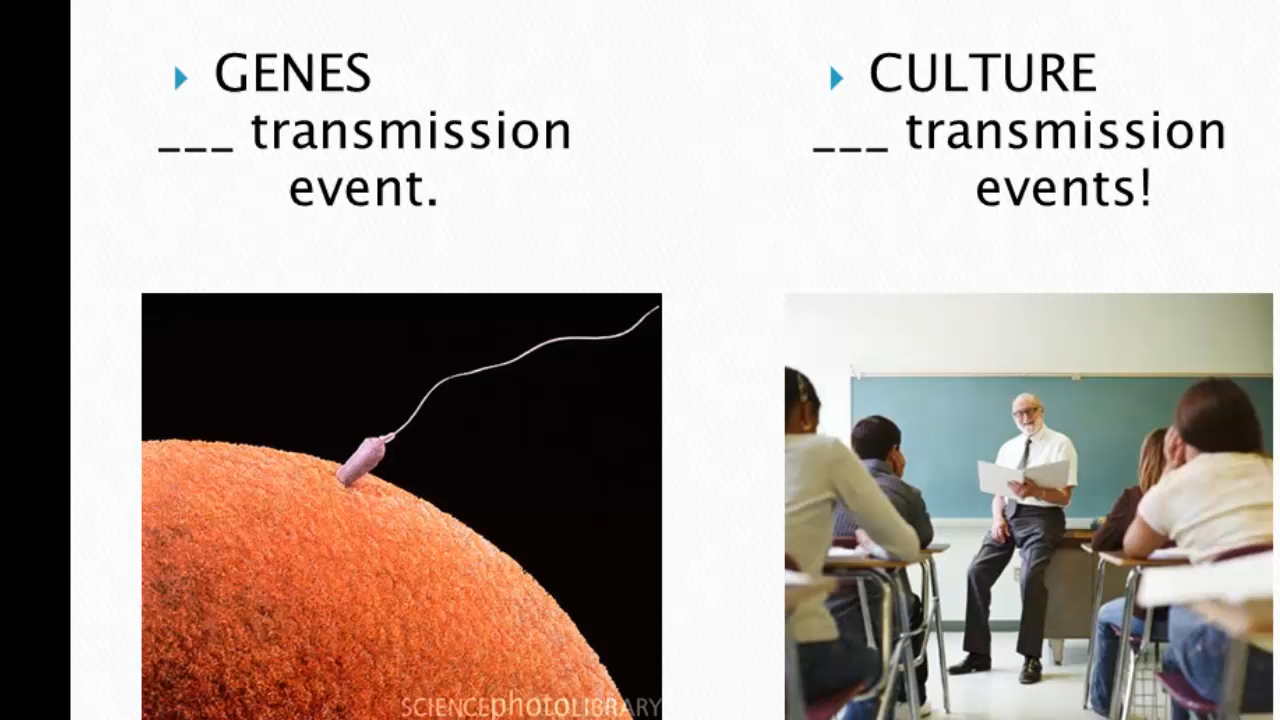 GENES
___ transmission
event.
CULTURE
___ transmission
events!
SCIENCEphotoLIBRARY